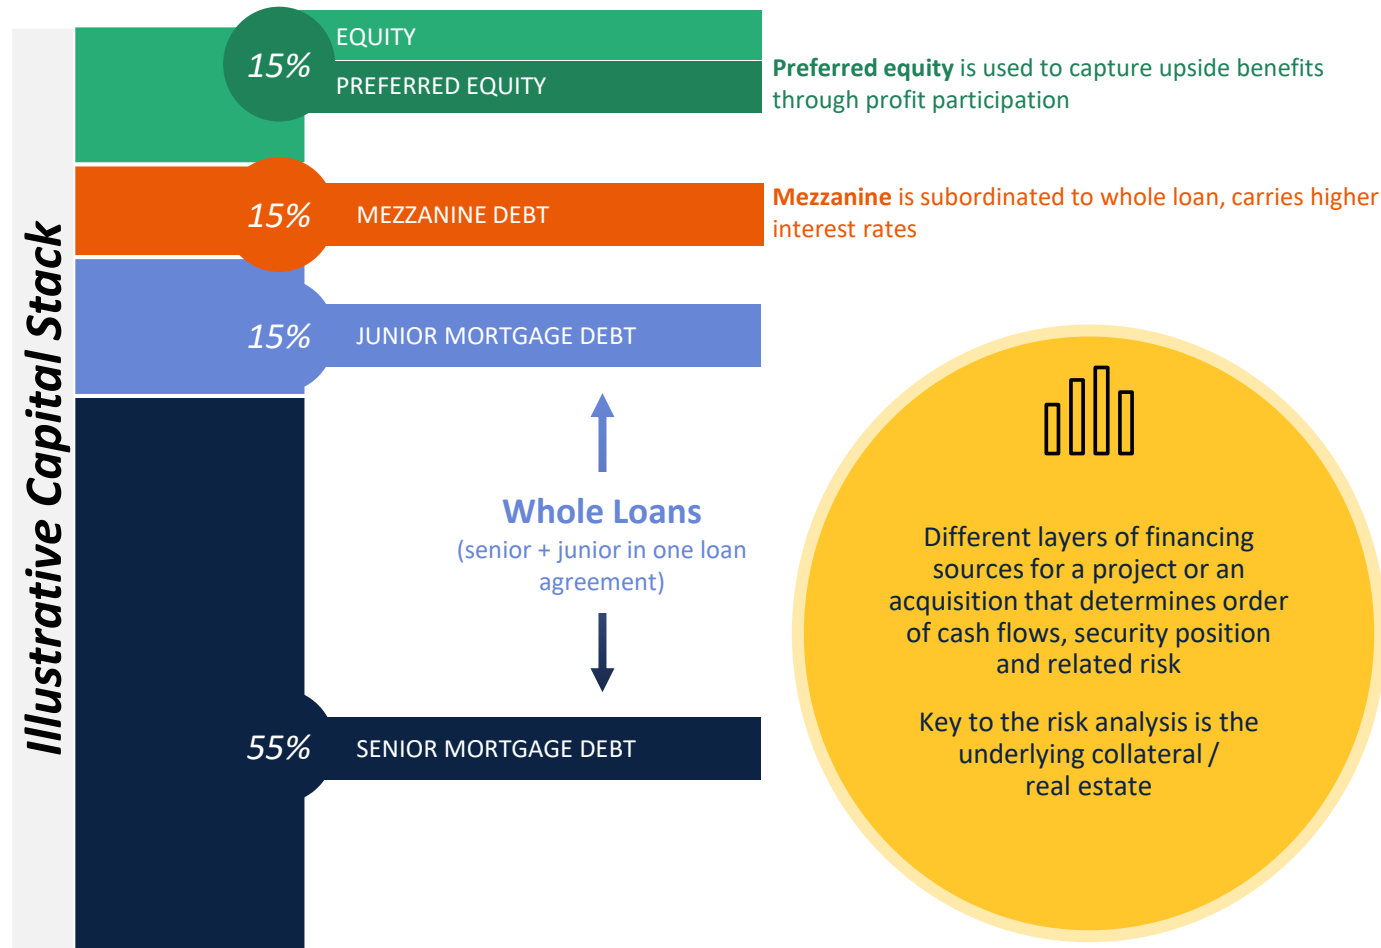 Illustrative Capital Stack
15%
EQUITY
PREFERRED EQUITY
Preferred equity is used to capture upside benefits
through profit participation
15%
MEZZANINE DEBT
Mezzanine is subordinated to whole loan, carries higher
interest rates
15%
JUNIOR MORTGAGE DEBT
Whole Loans
(senior + junior in one loan
agreement)
55%
SENIOR MORTGAGE DEBT
Different layers of financing
sources for a project or an
acquisition that determines order
of cash flows, security position
and related risk
Key to the risk analysis is the
underlying collateral /
real estate